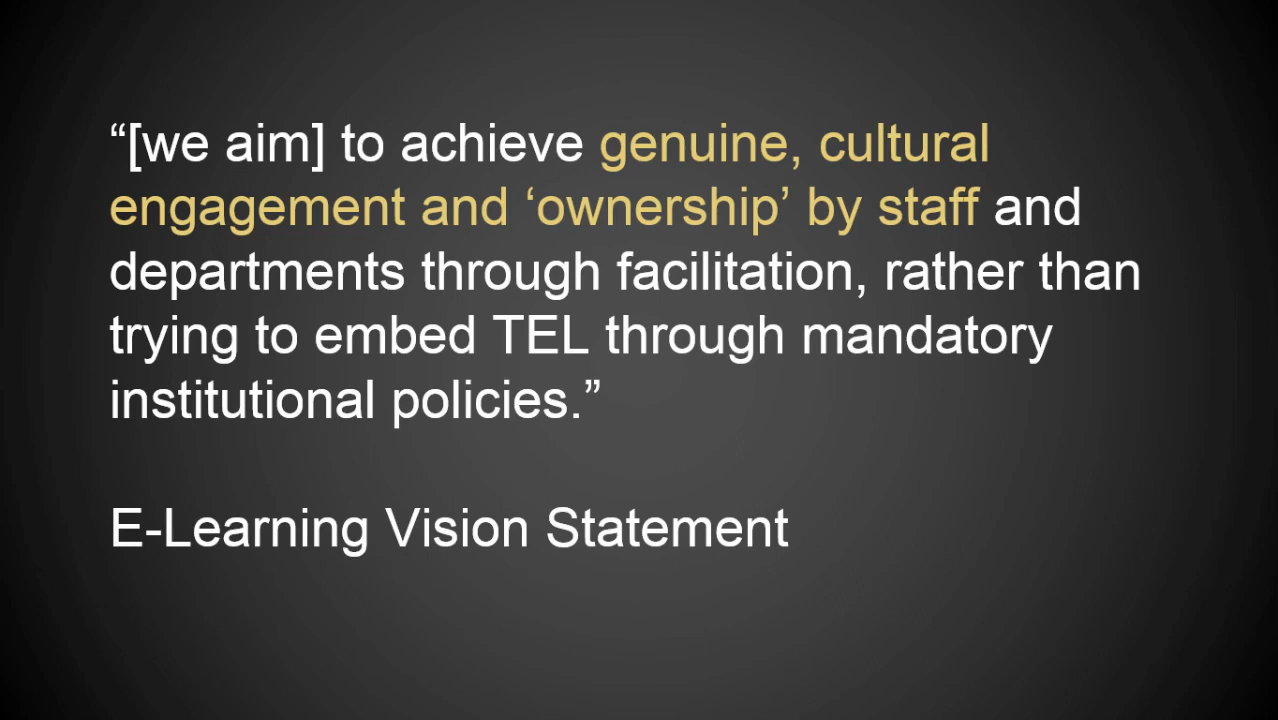 “[we aim] to achieve genuine, cultural
engagement and ‘ownership’ by staff and
departments through facilitation, rather than
trying to embed TEL through mandatory
institutional policies.”
E-Learning Vision Statement